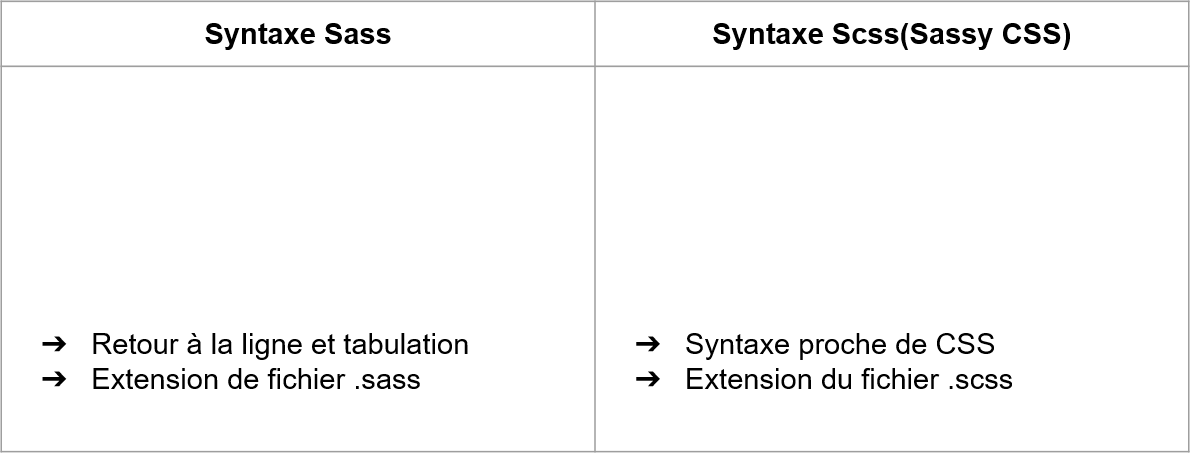 Syntaxe Sass
Syntaxe Scss(Sassy CSS)
➔ Retour à la ligne et tabulation
➔ Extension de fichier .sass
➔ Syntaxe proche de CSS
➔ Extension du fichier .scss